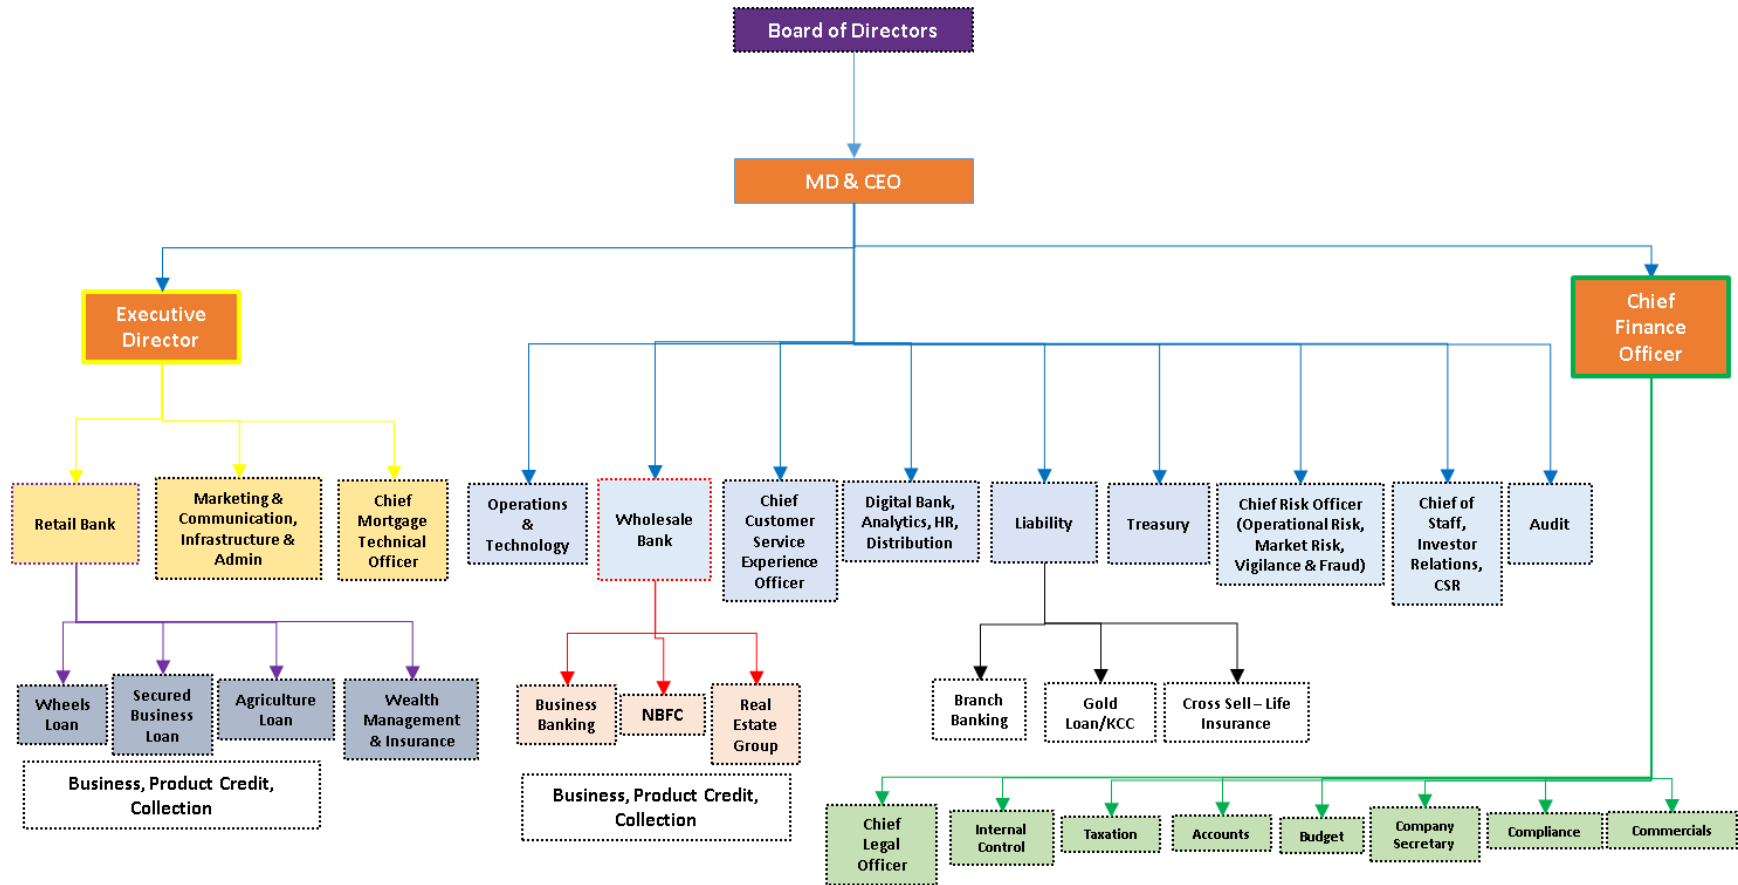 Board of Directors
MD & CEO
Executive
Director
Chief
Finance
Officer
Retail Bank
Marketing &
Communication,
Infrastructure &
Admin
Chief
Mortgage
Technical
Officer
Operations
&
Technology
Wholesale
Bank
Chief
Customer
Service
Experience
Officer
Digital Bank,
Analytics, HR,
Distribution
Liability
Treasury
Chief Risk Officer
(Operational Risk,
Market Risk,
Vigilance & Fraud)
Chief of
Staff,
Investor
Relations,
CSR
Audit
Wheels
Loan
Secured
Business
Loan
Agriculture
Loan
Wealth
Management
& Insurance
Business
Banking
NBFC
Real
Estate
Group
Branch
Banking
Gold
Loan/KCC
Cross Sell – Life
Insurance
Business, Product Credit,
Collection
Business, Product Credit,
Collection
Chief
Legal
Officer
Internal
Control
Taxation
Accounts
Budget
Company
Secretary
Compliance
Commercials